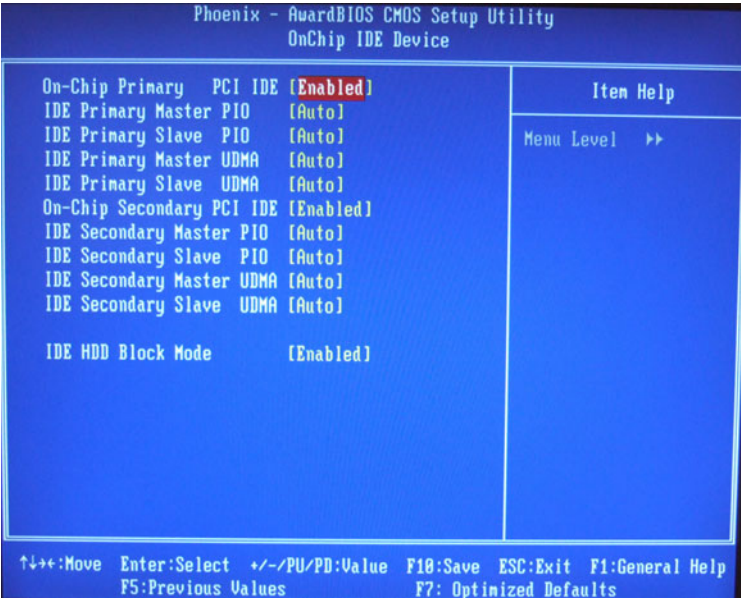 Phoenix - AwardBIOS CMOS Setup Utility
OnChip IDE Device
On-Chip Primary PCI IDE [Enabled]
IDE Primary Master PIO [Auto]
IDE Primary Slave PIO [Auto]
IDE Primary Master UDMA [Auto]
IDE Primary Slave UDMA [Auto]
On-Chip Secondary PCI IDE [Enabled]
IDE Secondary Master PIO [Auto]
IDE Secondary Slave PIO [Auto]
IDE Secondary Master UDMA [Auto]
IDE Secondary Slave UDMA [Auto]
IDE HDD Block Mode [Enabled]
Item Help
Menu Level ▸▸
↑↓→←:Move Enter:Select +/-/PU/PD:Value F10:Save ESC:Exit F1:General Help
F5:Previous Values F7: Optimized Defaults